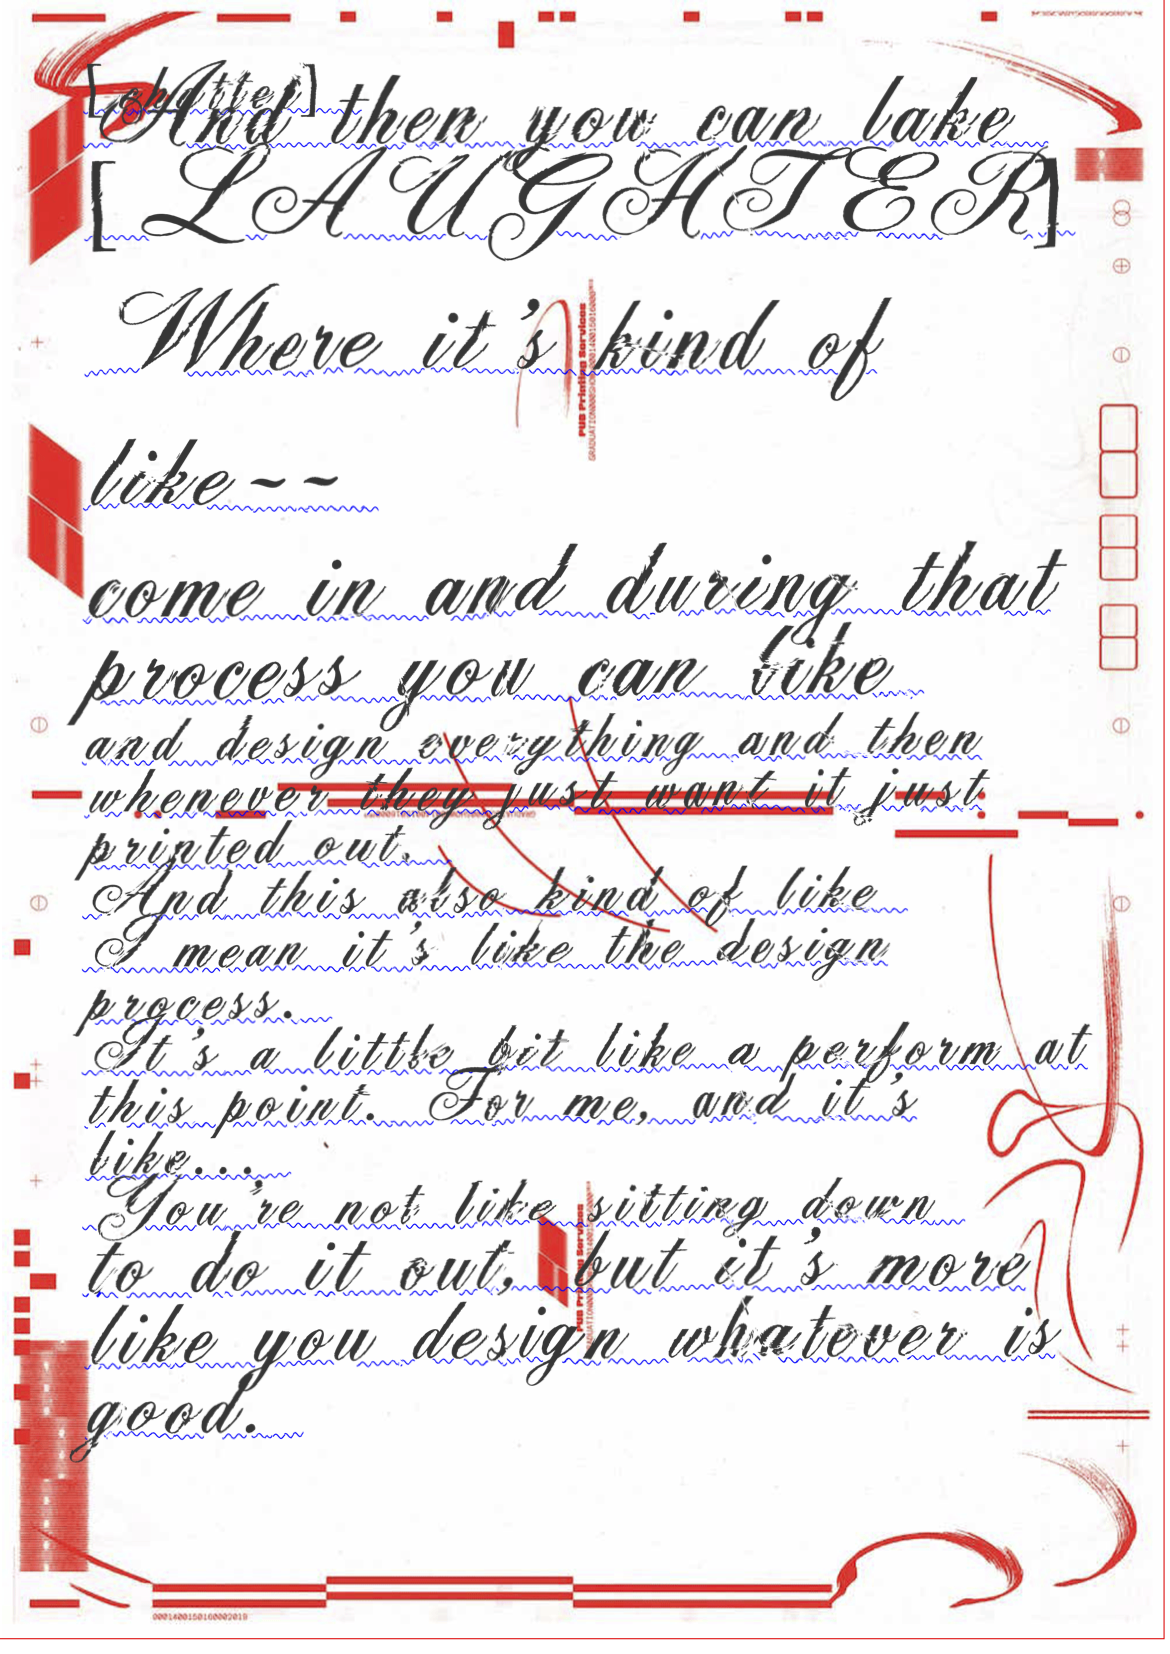 [chatter]
And then you can lake
[LAUGHTER]
Where it's kind of
PUB Printing Services
like~~
come in and during that
process you can like
and design everything and then
whenever they just want it just
printed out.
And this also kind of like
I mean it's like the design
process.
It's a little bit like a perform at
this point. For me, and it's
like...
You're not like sitting down
to do it out, but it's more
PUB Printing Services
like you design whatever is
good.
0001400150160002019